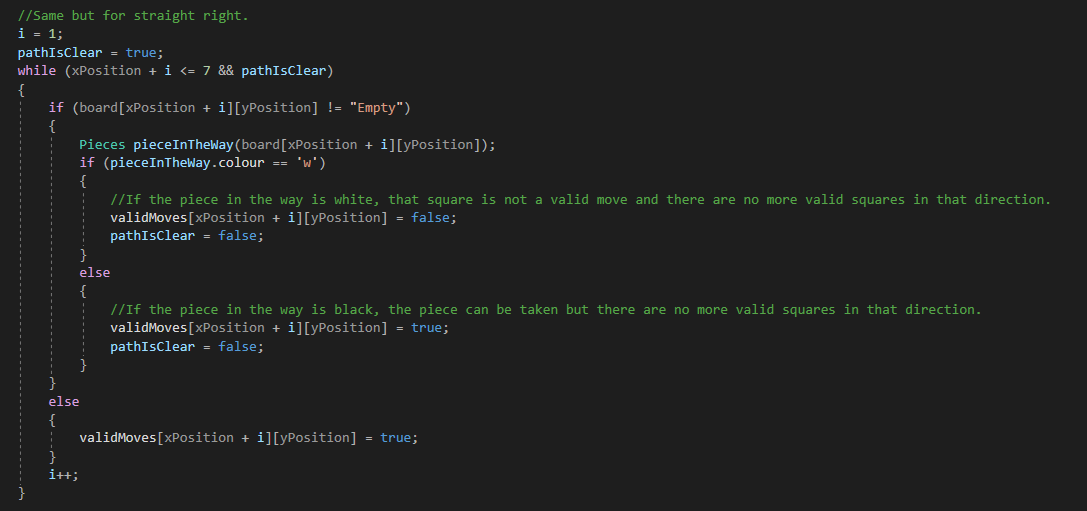 //Same but for straight right.
i = 1;
pathIsClear = true;
while (xPosition + i <= 7 && pathIsClear)
{
    if (board[xPosition + i][yPosition] != "Empty")
    {
        Pieces pieceInTheWay(board[xPosition + i][yPosition]);
        if (pieceInTheWay.colour == 'w')
        {
            //If the piece in the way is white, that square is not a valid move and there are no more valid squares in that direction.
            validMoves[xPosition + i][yPosition] = false;
            pathIsClear = false;
        }
        else
        {
            //If the piece in the way is black, the piece can be taken but there are no more valid squares in that direction.
            validMoves[xPosition + i][yPosition] = true;
            pathIsClear = false;
        }
    }
    else
    {
        validMoves[xPosition + i][yPosition] = true;
    }
    i++;
}